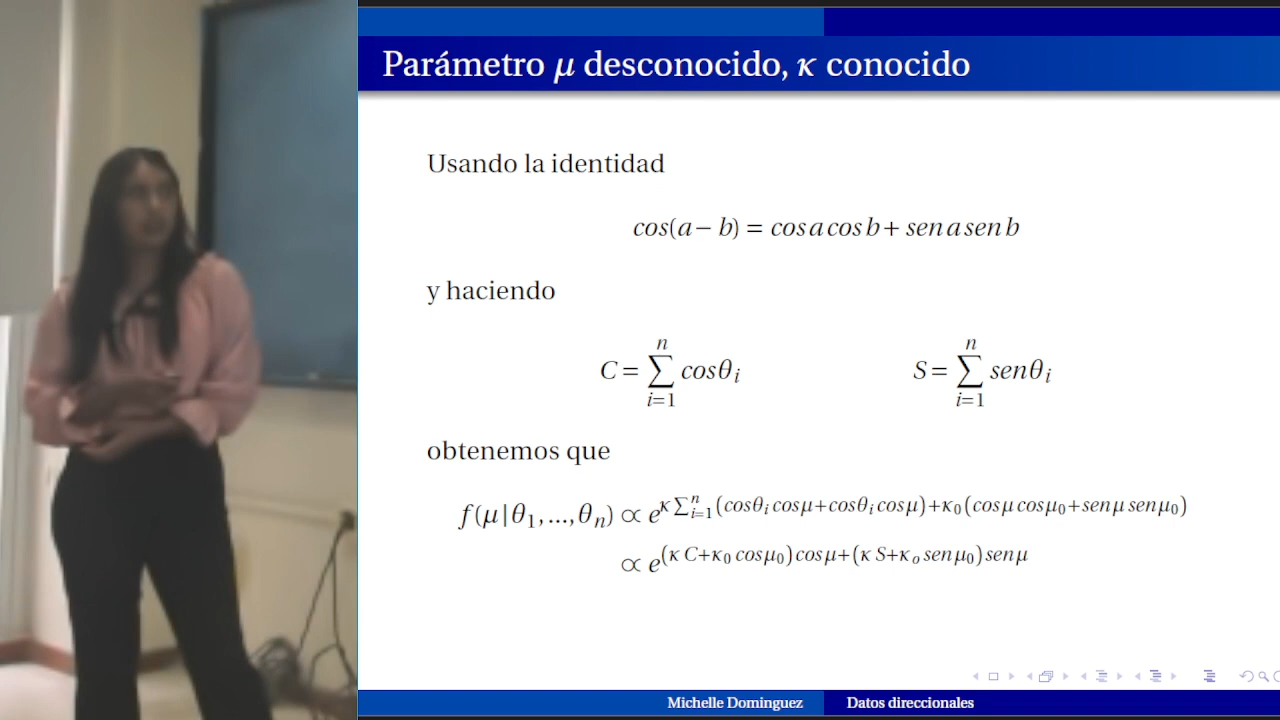 Parámetro μ desconocido, κ conocido
Usando la identidad
cos(a − b) = cos a cos b + sen a sen b
y haciendo
C = ∑_{i=1}^{n} cosθ_i S = ∑_{i=1}^{n} senθ_i
obtenemos que
f(μ|θ_1, ..., θ_n) ∝ e^{κ ∑_{i=1}^{n} (cosθ_i cosμ + cosθ_i cosμ) + κ_0 (cosμ cosμ_0 + senμ senμ_0)}
∝ e^{(κ C + κ_0 cosμ_0) cosμ + (κ S + κ_o senμ_0) senμ}
Michelle Dominguez Datos direccionales